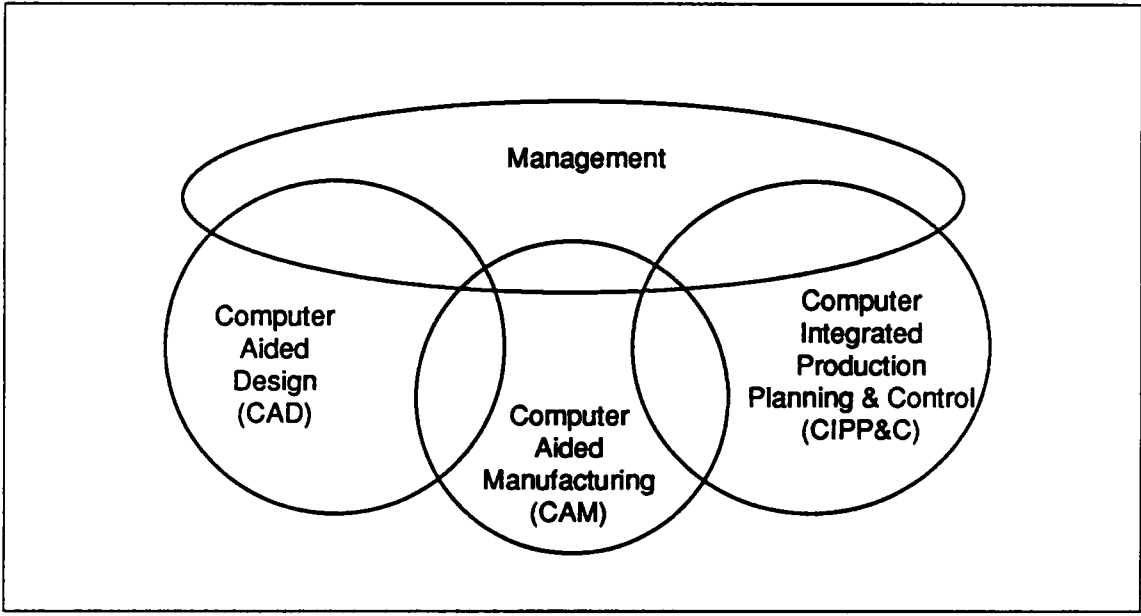 Management
Computer
Aided
Design
(CAD)
Computer
Aided
Manufacturing
(CAM)
Computer
Integrated
Production
Planning & Control
(CIPP&C)